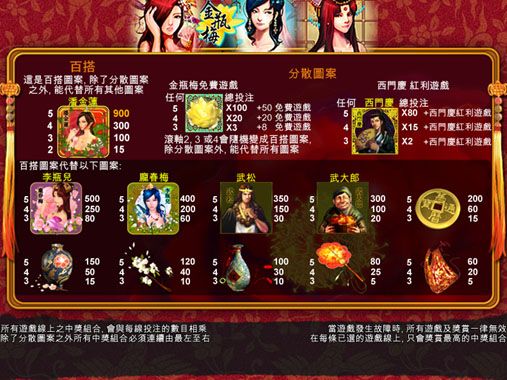 金瓶梅
百搭
這是百搭圖案, 除了分散圖案
之外, 能代替所有其他圖案
潘金蓮
5 900
4 300
3 100
2 15
分散圖案
金瓶梅免費遊戲
任何 總投注
5 X100 +50 免費遊戲
4 X20 +20 免費遊戲
3 X3 +8 免費遊戲
滾軸2, 3 或4會隨機變成百搭圖案,
除分散圖案外, 能代替所有圖案
西門慶 紅利遊戲
任何 西門慶 總投注
5 X80 +西門慶紅利遊戲
4 X15 +西門慶紅利遊戲
3 X2 +西門慶紅利遊戲
百搭圖案代替以下圖案:
李瓶兒
5 500
4 250
3 80
龐春梅
5 400
4 200
3 60
武松
5 350
4 150
3 50
武大郎
5 300
4 100
3 30
5 200
4 60
3 15
5 150
4 50
3 15
5 120
4 40
3 10
5 100
4 30
3 10
5 80
4 25
3 5
5 60
4 20
3 5
所有遊戲線上之中獎組合, 會與每線投注的數目相乘
除了分散圖案之外所有中獎組合必須連續由最左至右
當遊戲發生故障時, 所有遊戲及獎賞一律無效
在每條已選的遊戲線上, 只會獎賞最高的中獎組合